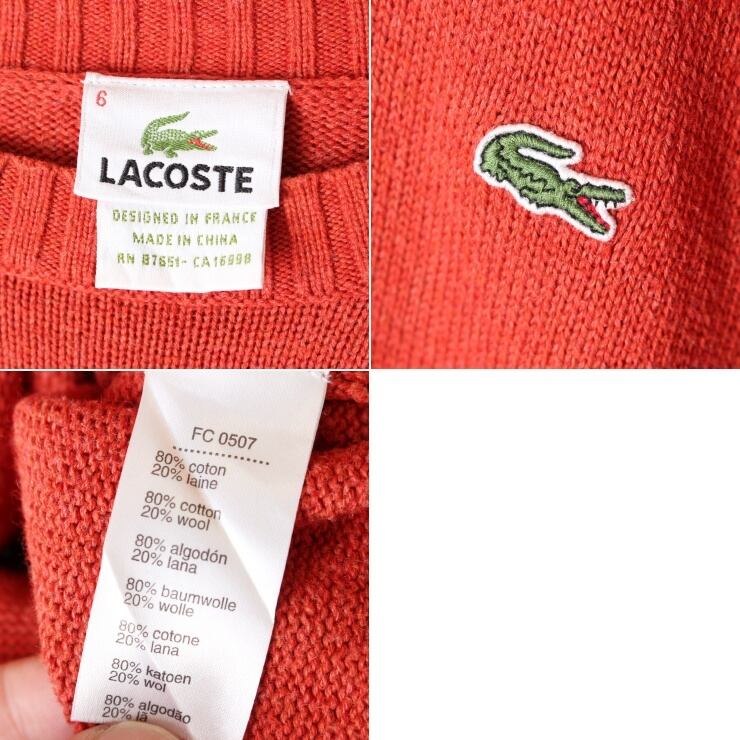 6
LACOSTE
DESIGNED IN FRANCE
MADE IN CHINA
RN 87651- CA16998
FC 0507
80% coton
20% laine
80% cotton
20% wool
80% algodón
20% lana
80% baumwolle
20% wolle
80% cotone
20% lana
80% katoen
20% wol
80% algodão
20% lã